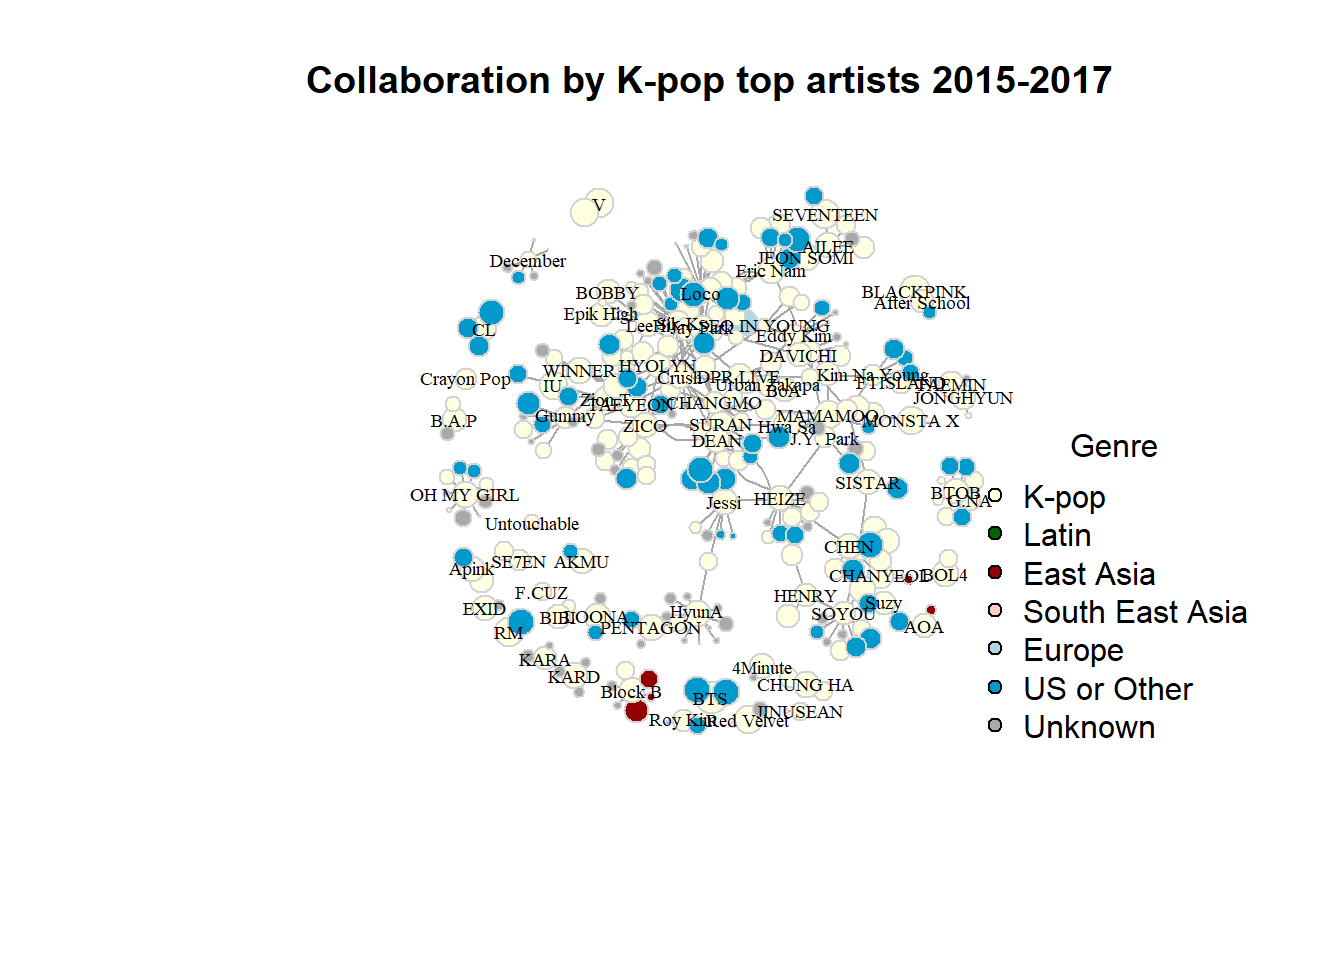 Collaboration by K-pop top artists 2015-2017
V
SEVENTEEN
AILEE
December
JEON SOMI
Eric Nam
BOBBY
Loco
BLACKPINK
After School
Epik High
Jay Park
SEO IN YOUNG
CL
Eddy Kim
DAVICHI
WINNER
HYOLYN
Crayon Pop
IU
Crush
DPR LIVE
Kim Na Young
Urban Zakapa
FTISLAND
TAEMIN
BoA
JONGHYUN
Zion.T
TAEYEON
CHANGMO
Gummy
MAMAMOO
B.A.P
ZICO
SURAN
Hwa Sa
MONSTA X
DEAN
J.Y. Park
SISTAR
OH MY GIRL
Jessi
HEIZE
BTOB
G.NA
Untouchable
CHEN
SE7EN
AKMU
Apink
CHANYEOL
BOL4
F.CUZ
HENRY
Suzy
EXID
HyunA
SOYOU
RM
PENTAGON
AOA
KARA
4Minute
KARD
CHUNG HA
Block B
BTS
JINUSEAN
Roy Kim
Red Velvet
Genre
K-pop
Latin
East Asia
South East Asia
Europe
US or Other
Unknown